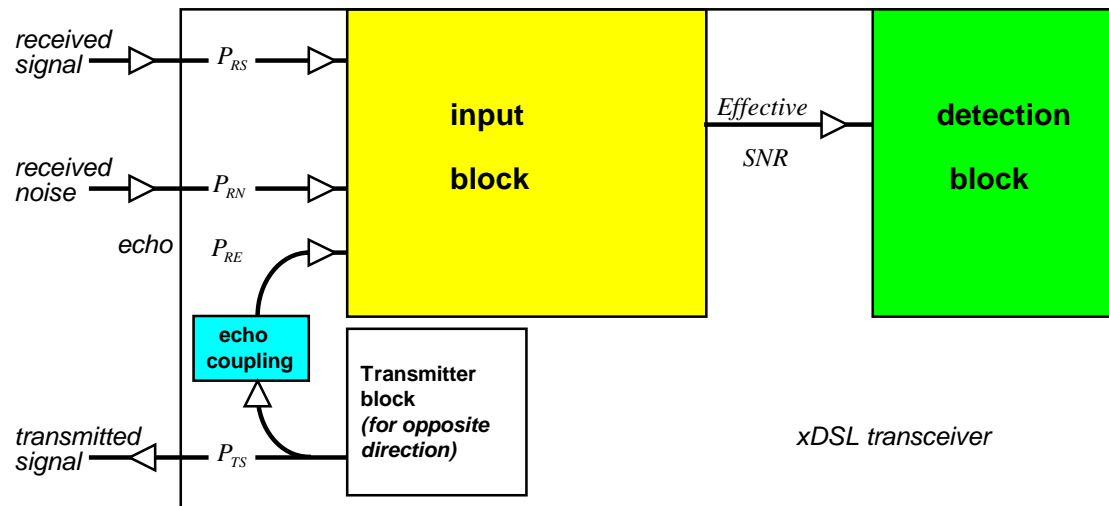 received
signal
P_RS
input
block
Effective
SNR
detection
block
received
noise
P_RN
echo
P_RE
echo
coupling
Transmitter
block
(for opposite
direction)
transmitted
signal
P_TS
xDSL transceiver